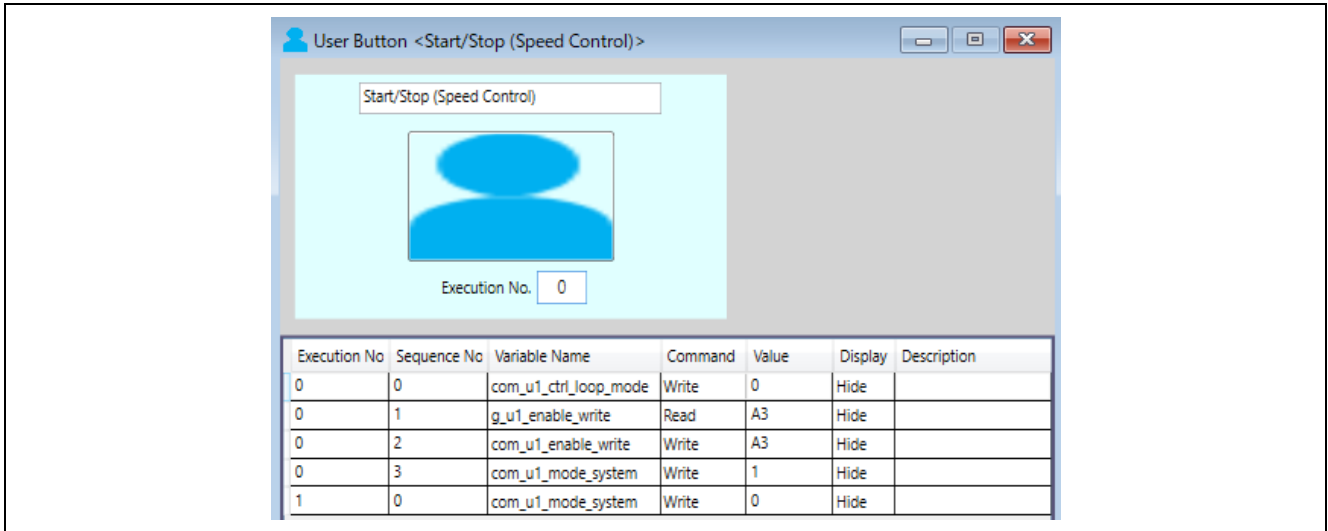 User Button <Start/Stop (Speed Control)>
Start/Stop (Speed Control)
Execution No. 0
Execution No Sequence No Variable Name Command Value Display Description
0 0 com_u1_ctrl_loop_mode Write 0 Hide
0 1 g_u1_enable_write Read A3 Hide
0 2 com_u1_enable_write Write A3 Hide
0 3 com_u1_mode_system Write 1 Hide
1 0 com_u1_mode_system Write 0 Hide